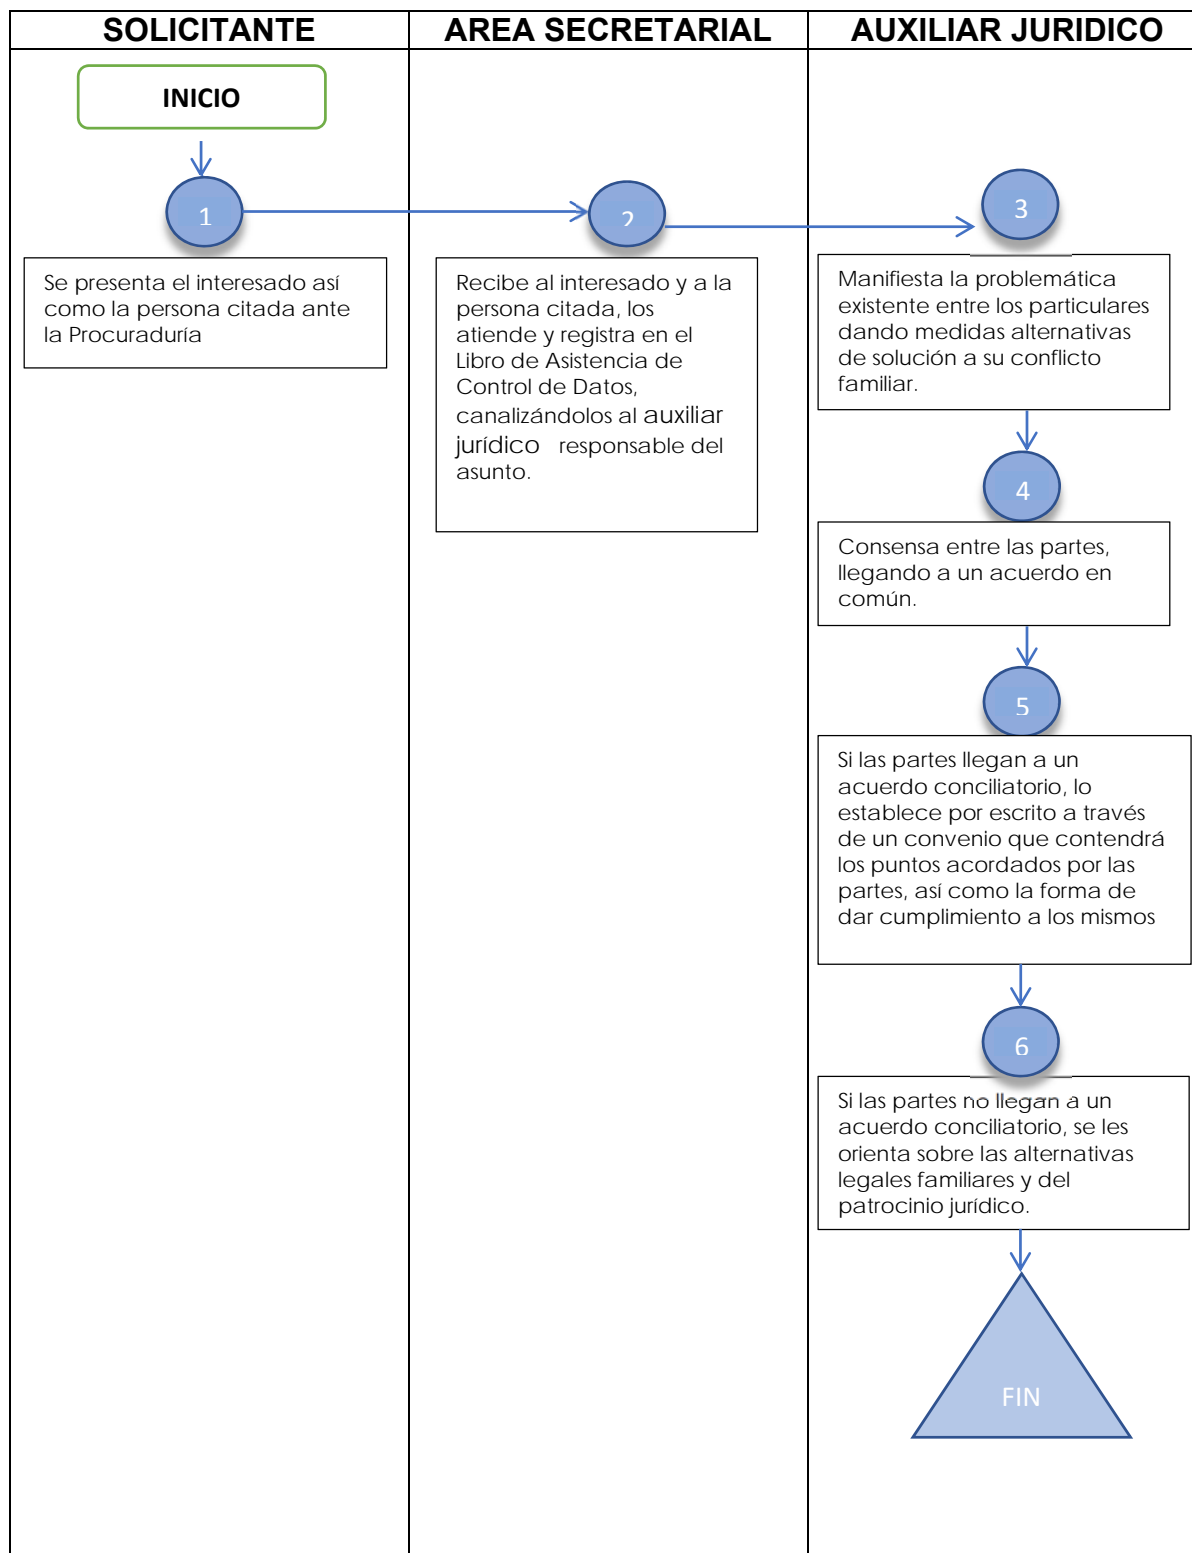 SOLICITANTE
AREA SECRETARIAL
AUXILIAR JURIDICO
INICIO
1
2
3
Se presenta el interesado así
como la persona citada ante
la Procuraduría
Recibe al interesado y a la
persona citada, los
atiende y registra en el
Libro de Asistencia de
Control de Datos,
canalizándolos al auxiliar
jurídico responsable del
asunto.
Manifiesta la problemática
existente entre los particulares
dando medidas alternativas
de solución a su conflicto
familiar.
4
Consensa entre las partes,
llegando a un acuerdo en
común.
5
Si las partes llegan a un
acuerdo conciliatorio, lo
establece por escrito a través
de un convenio que contendrá
los puntos acordados por las
partes, así como la forma de
dar cumplimiento a los mismos
6
Si las partes no llegan a un
acuerdo conciliatorio, se les
orienta sobre las alternativas
legales familiares y del
patrocinio jurídico.
FIN